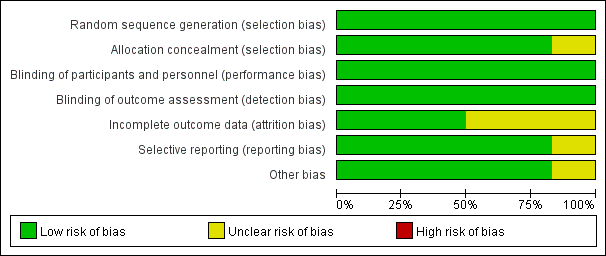 Random sequence generation (selection bias)
Allocation concealment (selection bias)
Blinding of participants and personnel (performance bias)
Blinding of outcome assessment (detection bias)
Incomplete outcome data (attrition bias)
Selective reporting (reporting bias)
Other bias
0% 25% 50% 75% 100%
Low risk of bias Unclear risk of bias High risk of bias